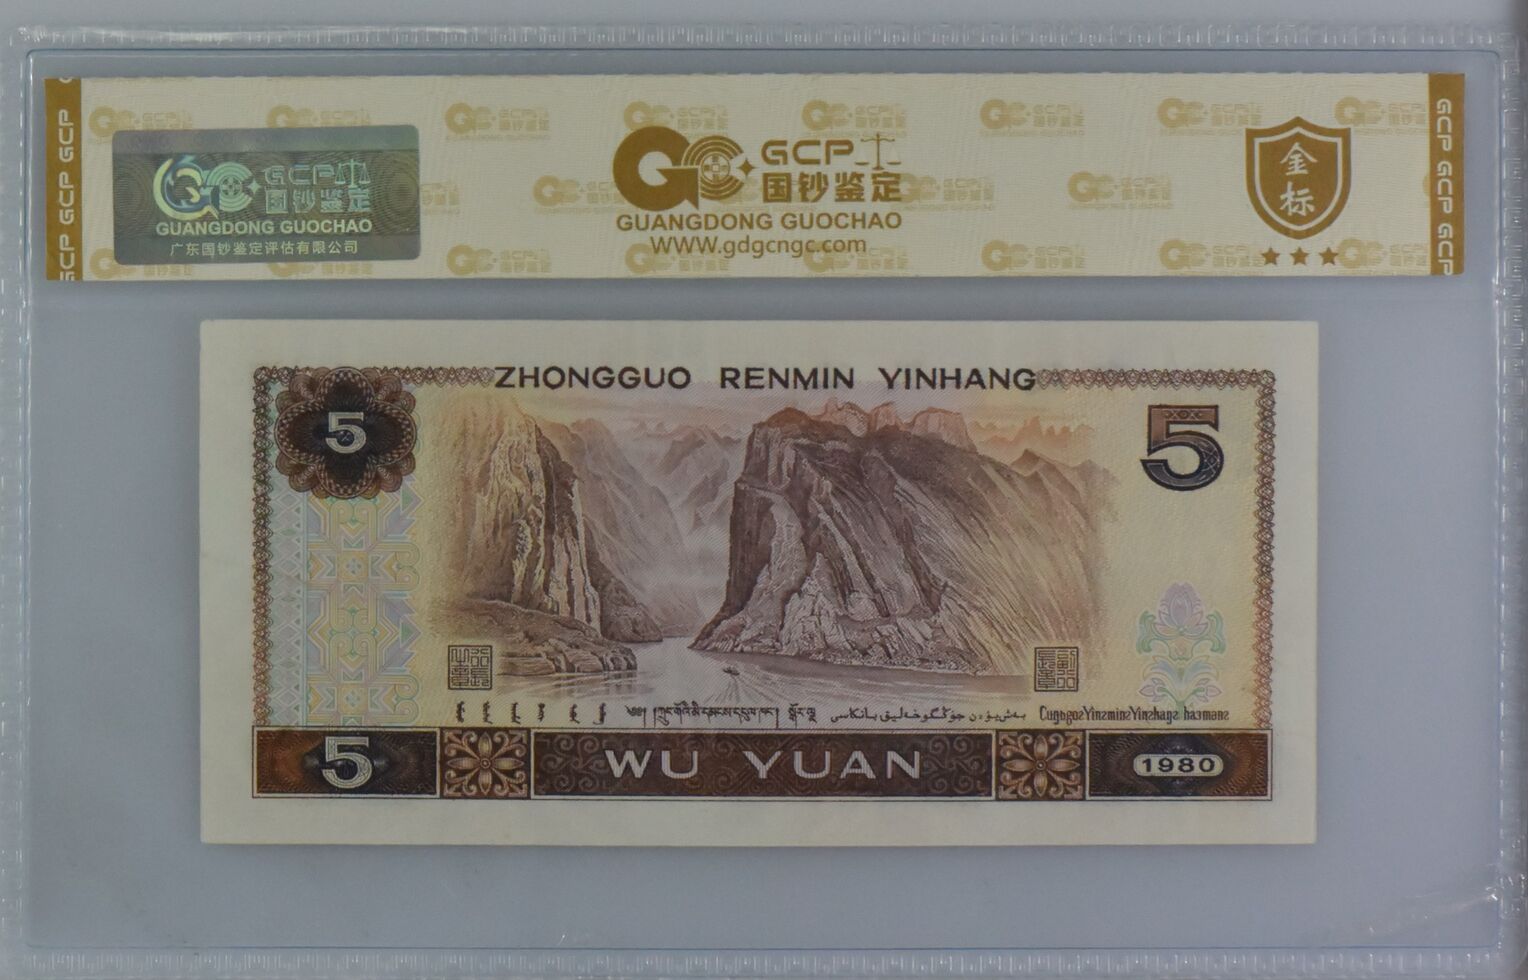 GCP GCP GCP
GCP
国钞鉴定
GUANGDONG GUOCHAO
广东国钞鉴定评估有限公司
GCP
国钞鉴定
GUANGDONG GUOCHAO
WWW.gdgcngc.com
金
标
GCP GCP GCP
ZHONGGUO RENMIN YINHANG
5
5
5
WU YUAN
1980